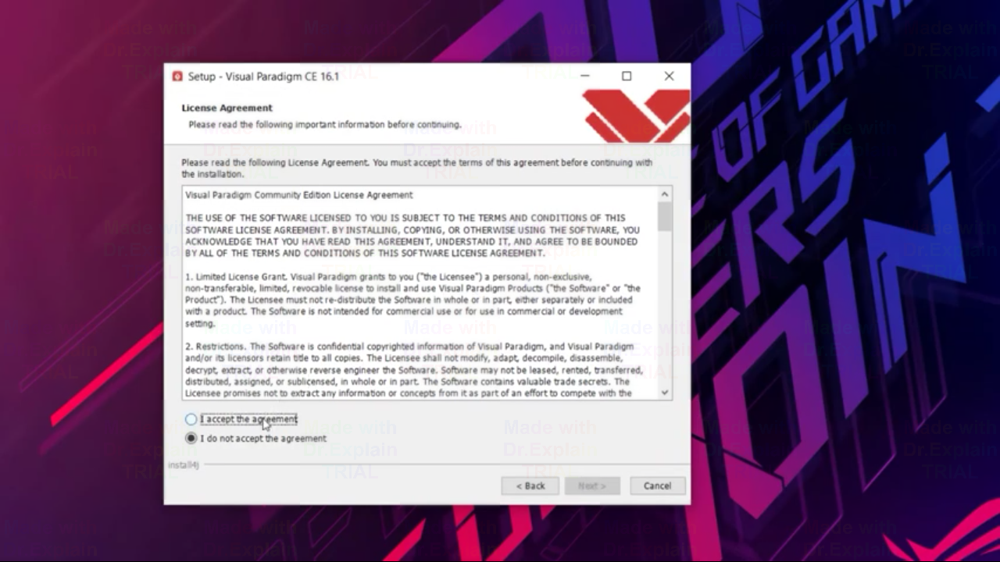 Setup - Visual Paradigm CE 16.1
License Agreement
Please read the following important information before continuing.
Please read the following License Agreement. You must accept the terms of this agreement before continuing with
the installation.
Visual Paradigm Community Edition License Agreement
THE USE OF THE SOFTWARE LICENSED TO YOU IS SUBJECT TO THE TERMS AND CONDITIONS OF THIS
SOFTWARE LICENSE AGREEMENT. BY INSTALLING, COPYING, OR OTHERWISE USING THE SOFTWARE, YOU
ACKNOWLEDGE THAT YOU HAVE READ THIS AGREEMENT, UNDERSTAND IT, AND AGREE TO BE BOUNDED
BY ALL OF THE TERMS AND CONDITIONS OF THIS SOFTWARE LICENSE AGREEMENT.
1. Limited License Grant. Visual Paradigm grants to you ("the Licensee") a personal, non-exclusive,
non-transferable, limited, revocable license to install and use Visual Paradigm Products ("the Software" or "the
Product"). The Licensee must not re-distribute the Software in whole or in part, either separately or included
with a product. The Software is not intended for commercial use or for use in commercial or development
setting.
2. Restrictions. The Software is confidential copyrighted information of Visual Paradigm, and Visual Paradigm
and/or its licensors retain title to all copies. The Licensee shall not modify, adapt, decompile, disassemble,
decrypt, extract, or otherwise reverse engineer the Software. Software may not be leased, rented, transferred,
distributed, assigned, or sublicensed, in whole or in part. The Software contains valuable trade secrets. The
Licensee promises not to extract any information or concepts from it as part of an effort to compete with the
I accept the agreement
I do not accept the agreement
install4j
< Back
Next >
Cancel
OF GAM
ERS
Made with
Dr.Explain
TRIAL